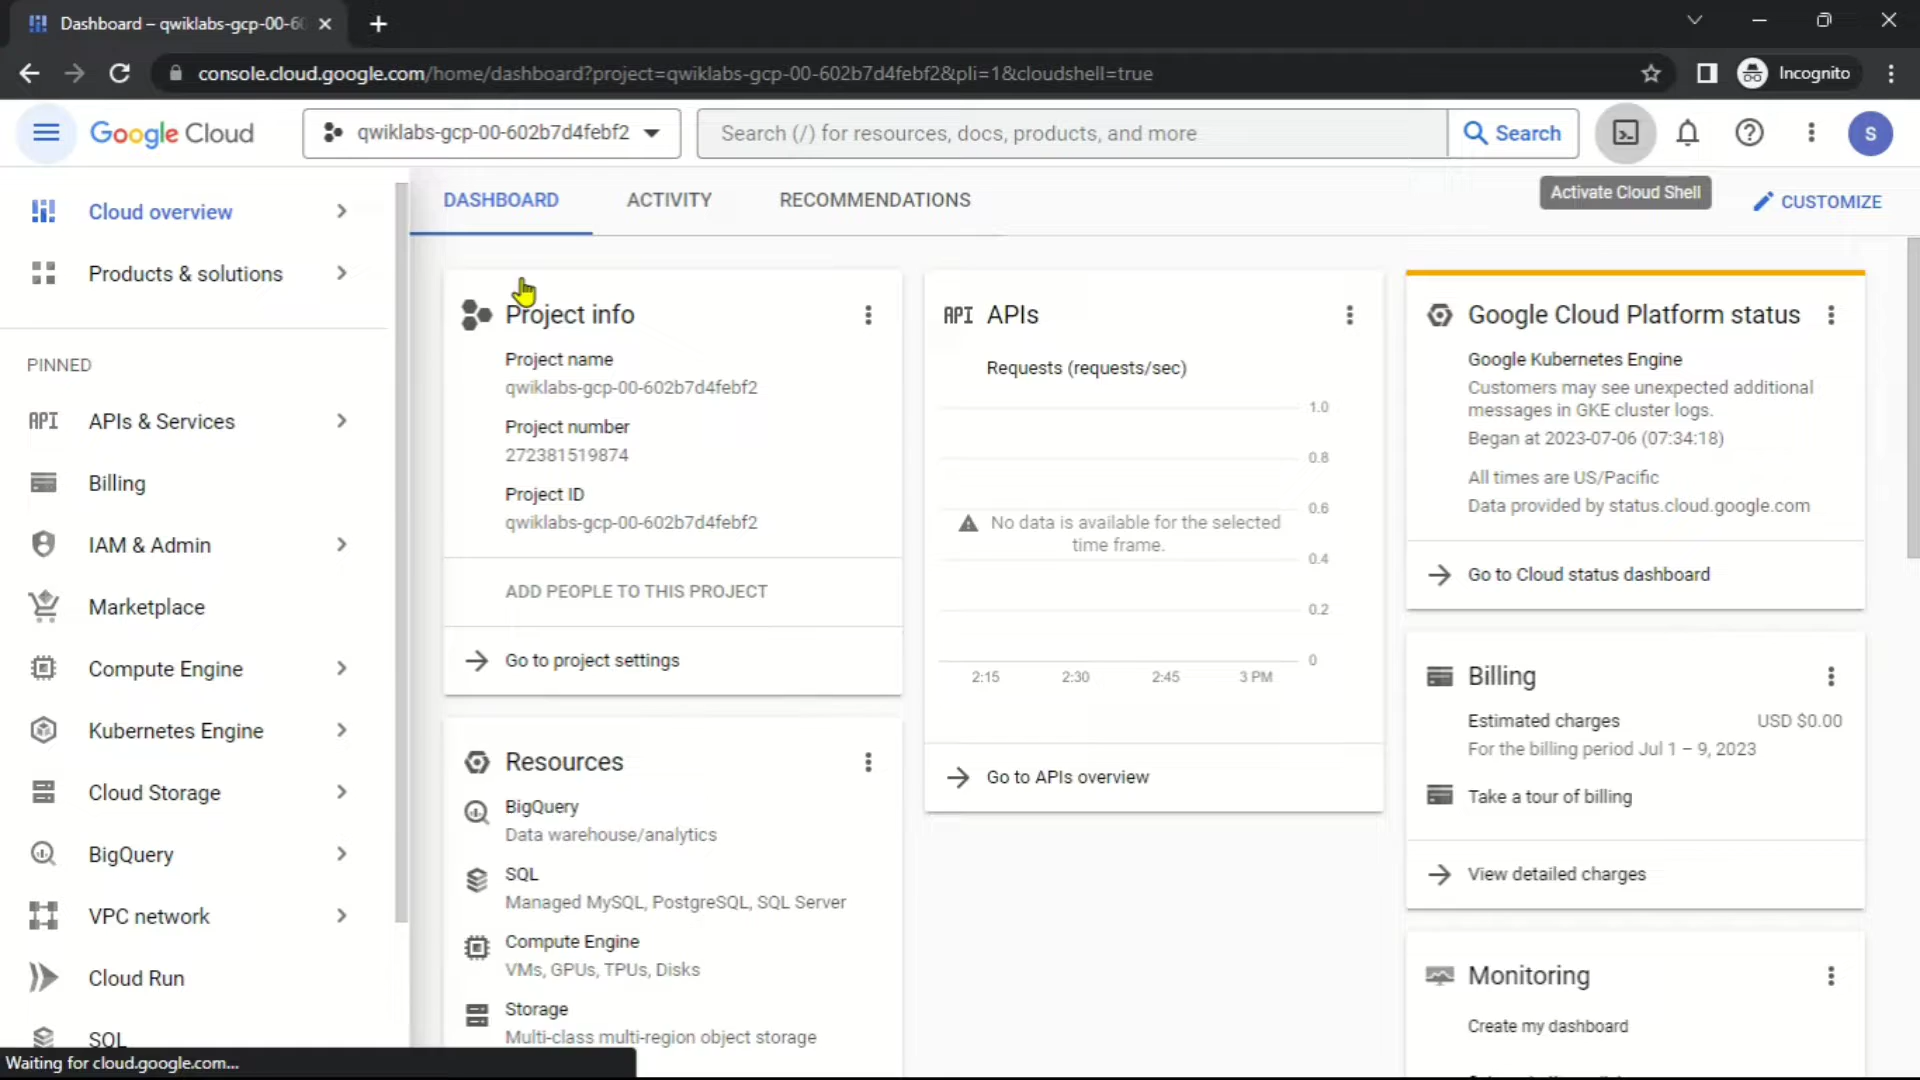 Dashboard – qwiklabs-gcp-00-60
console.cloud.google.com/home/dashboard?project=qwiklabs-gcp-00-602b7d4febf2&pli=1&cloudshell=true
Incognito
Google Cloud
qwiklabs-gcp-00-602b7d4febf2
Search (/) for resources, docs, products, and more
Search
S
Activate Cloud Shell
Cloud overview
Products & solutions
PINNED
API
APIs & Services
Billing
IAM & Admin
Marketplace
Compute Engine
Kubernetes Engine
Cloud Storage
BigQuery
VPC network
Cloud Run
SQL
Waiting for cloud.google.com...
DASHBOARD
ACTIVITY
RECOMMENDATIONS
CUSTOMIZE
Project info
Project name
qwiklabs-gcp-00-602b7d4febf2
Project number
272381519874
Project ID
qwiklabs-gcp-00-602b7d4febf2
ADD PEOPLE TO THIS PROJECT
Go to project settings
Resources
BigQuery
Data warehouse/analytics
SQL
Managed MySQL, PostgreSQL, SQL Server
Compute Engine
VMs, GPUs, TPUs, Disks
Storage
Multi-class multi-region object storage
API
APIs
Requests (requests/sec)
1.0
0.8
0.6
No data is available for the selected
time frame.
0.4
0.2
0
2:15
2:30
2:45
3 PM
Go to APIs overview
Google Cloud Platform status
Google Kubernetes Engine
Customers may see unexpected additional
messages in GKE cluster logs.
Began at 2023-07-06 (07:34:18)
All times are US/Pacific
Data provided by status.cloud.google.com
Go to Cloud status dashboard
Billing
Estimated charges
USD $0.00
For the billing period Jul 1 – 9, 2023
Take a tour of billing
View detailed charges
Monitoring
Create my dashboard